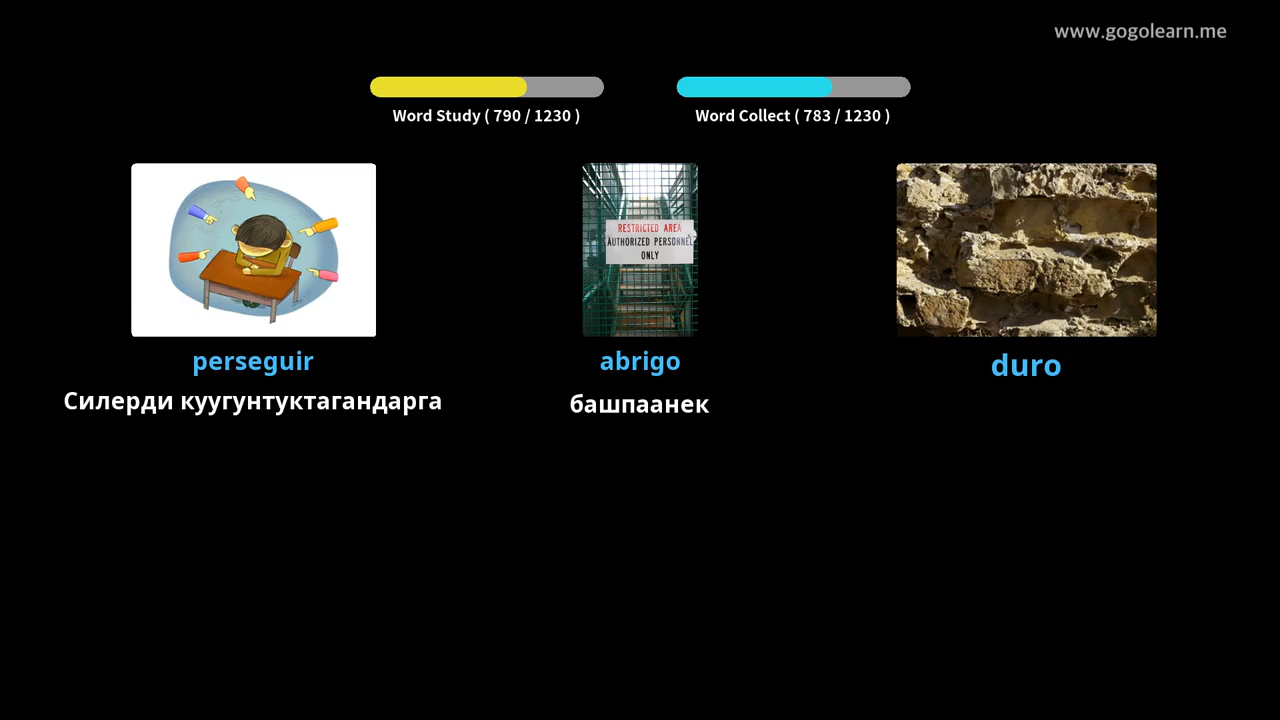 www.gogolearn.me
Word Study ( 790 / 1230 )
Word Collect ( 783 / 1230 )
RESTRICTED AREA
AUTHORIZED PERSONNEL
ONLY
perseguir
abrigo
duro
Силерди куугунтуктагандарга
башпаанек